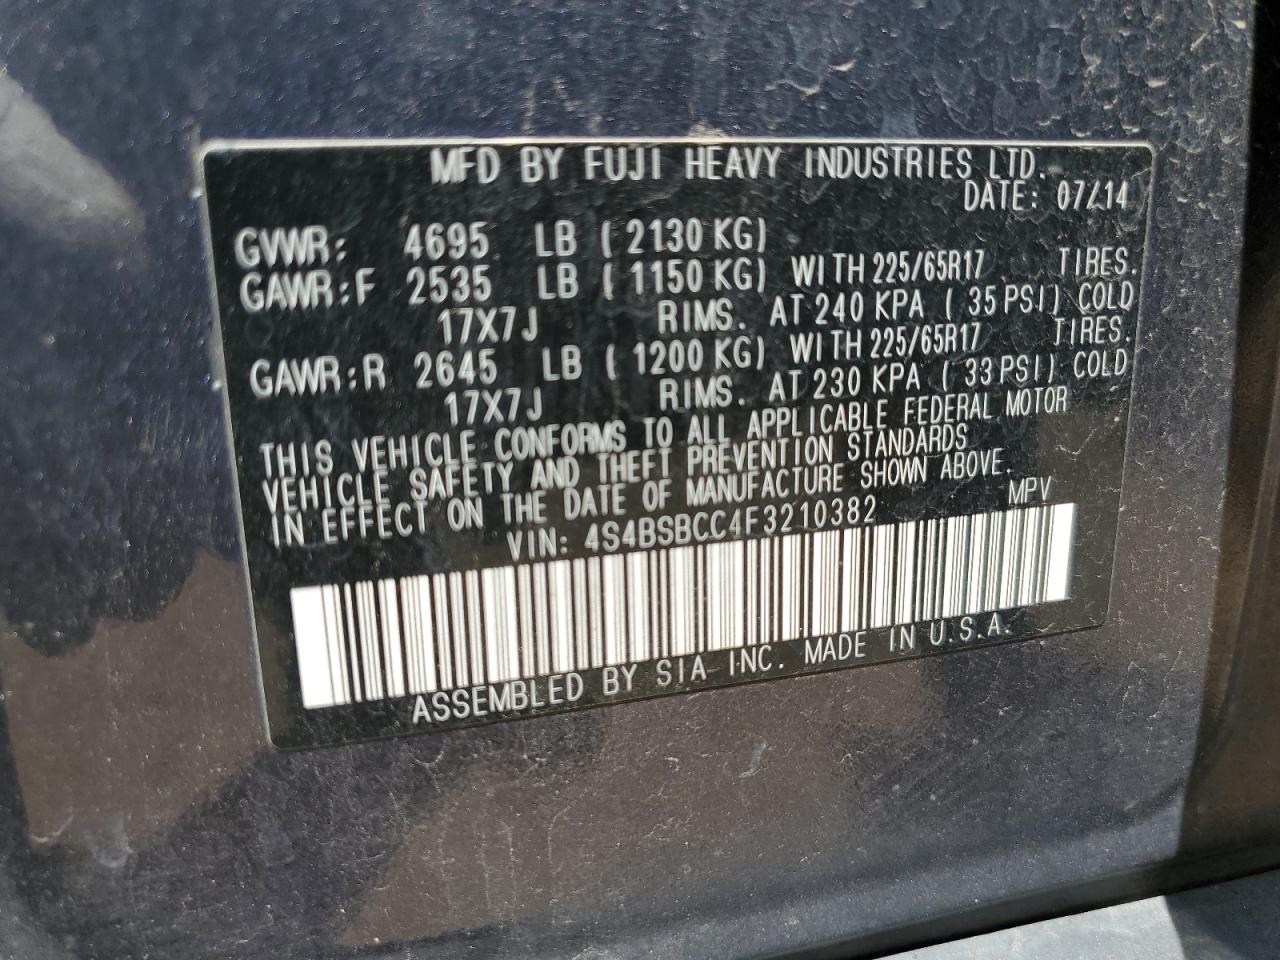 MFD BY FUJI HEAVY INDUSTRIES LTD.
DATE: 07/14
GVWR: 4695 LB (2130 KG)
GAWR:F 2535 LB (1150 KG) WITH 225/65R17 TIRES.
17X7J RIMS. AT 240 KPA (35 PSI) COLD
GAWR:R 2645 LB (1200 KG) WITH 225/65R17 TIRES.
17X7J RIMS. AT 230 KPA (33 PSI) COLD
THIS VEHICLE CONFORMS TO ALL APPLICABLE FEDERAL MOTOR
VEHICLE SAFETY AND THEFT PREVENTION STANDARDS
IN EFFECT ON THE DATE OF MANUFACTURE SHOWN ABOVE.
VIN: 4S4BSBCC4F3210382 MPV
ASSEMBLED BY SIA INC. MADE IN U.S.A.